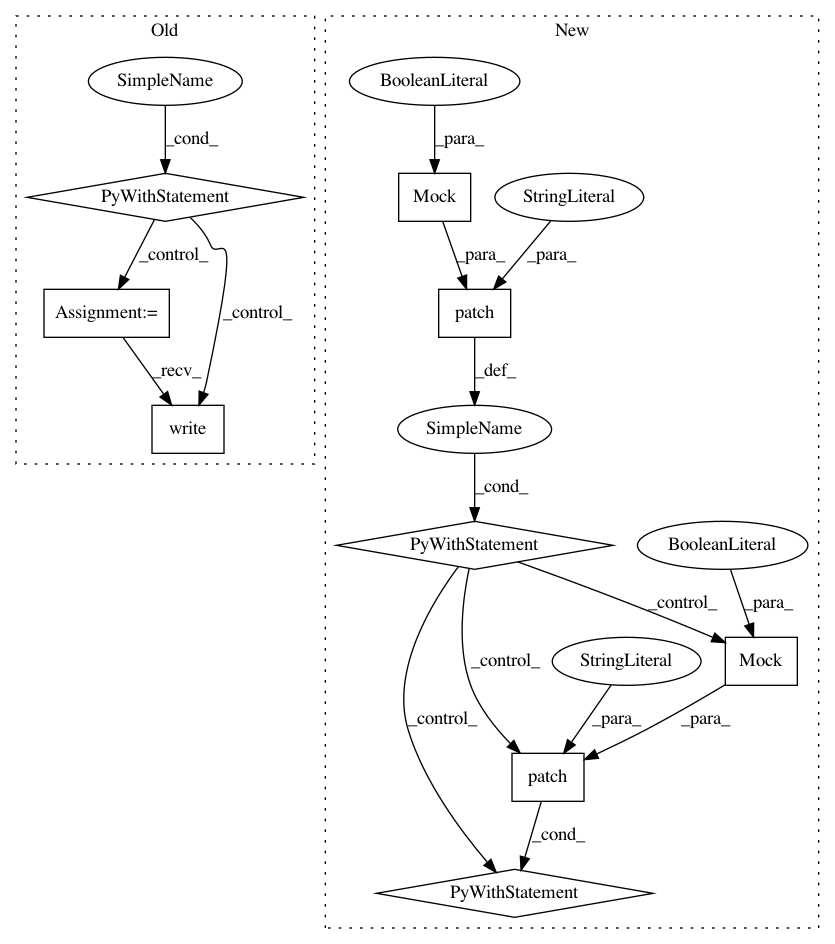 Old
SimpleName
_cond_
PyWithStatement
_control_
_control_
Assignment:=
_recv_
write
New
BooleanLiteral
_para_
Mock
StringLiteral
_para_
_para_
patch
_def_
SimpleName
_cond_
PyWithStatement
BooleanLiteral
_control_
_para_
_control_
StringLiteral
Mock
_control_
_para_
_para_
patch
_cond_
PyWithStatement